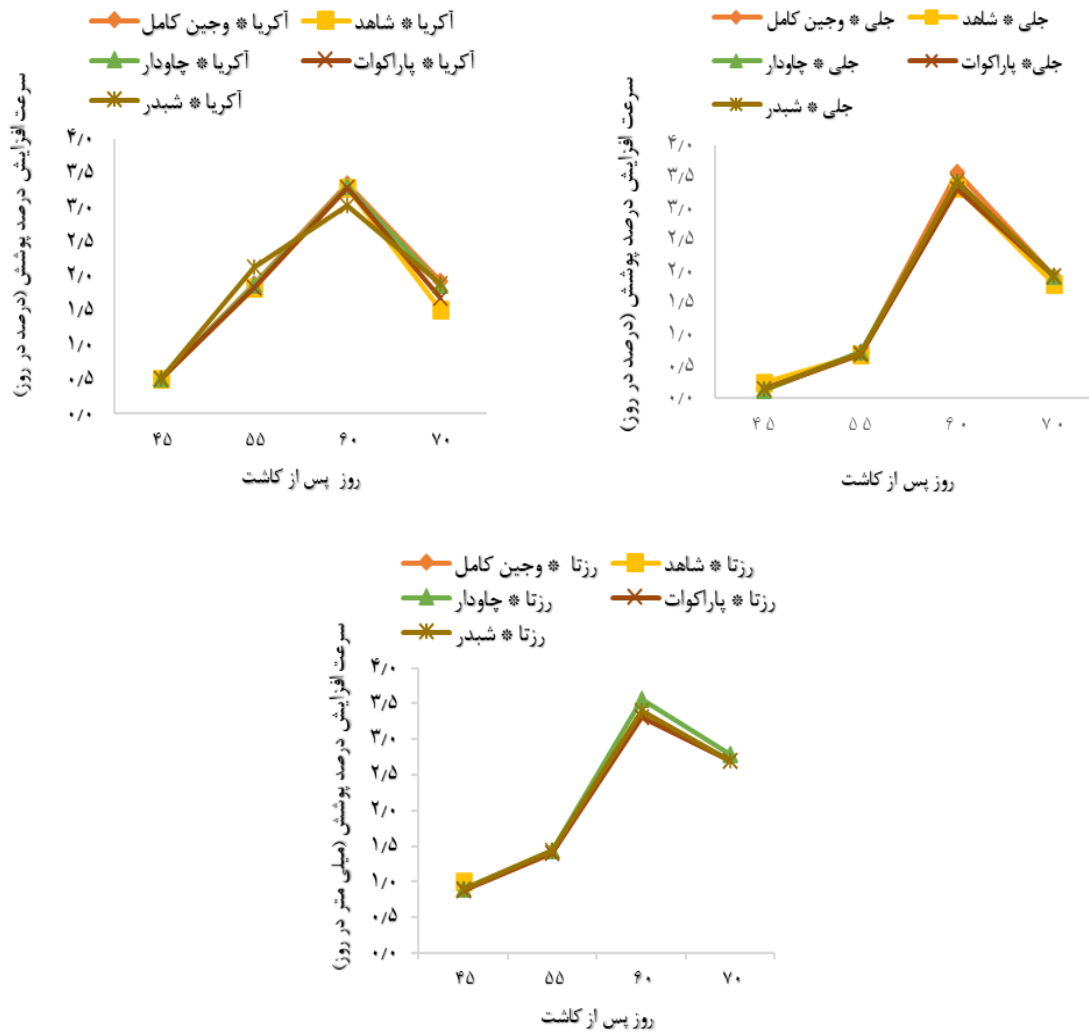 آکریا * وجین کامل
آکریا * شاهد
آکریا * چاودار
آکریا * پاراکوات
آکریا * شبدر
سرعت افزایش درصد پوشش (درصد در روز)
۴/۰
۳/۵
۳/۰
۲/۵
۲/۰
۱/۵
۱/۰
۰/۵
۰/۰
۴۵ ۵۵ ۶۰ ۷۰
روز پس از کاشت
جلی * وجین کامل
جلی * شاهد
جلی * چاودار
جلی* پاراکوات
جلی * شبدر
سرعت افزایش درصد پوشش (درصد در روز)
۴/۰
۳/۵
۳/۰
۲/۵
۲/۰
۱/۵
۱/۰
۰/۵
۰/۰
۴۵ ۵۵ ۶۰ ۷۰
روز پس از کاشت
رزتا * وجین کامل
رزتا * شاهد
رزتا * چاودار
رزتا * پاراکوات
رزتا * شبدر
سرعت افزایش درصد پوشش (میلی متر در روز)
۴/۰
۳/۵
۳/۰
۲/۵
۲/۰
۱/۵
۱/۰
۰/۵
۰/۰
۴۵ ۵۵ ۶۰ ۷۰
روز پس از کاشت